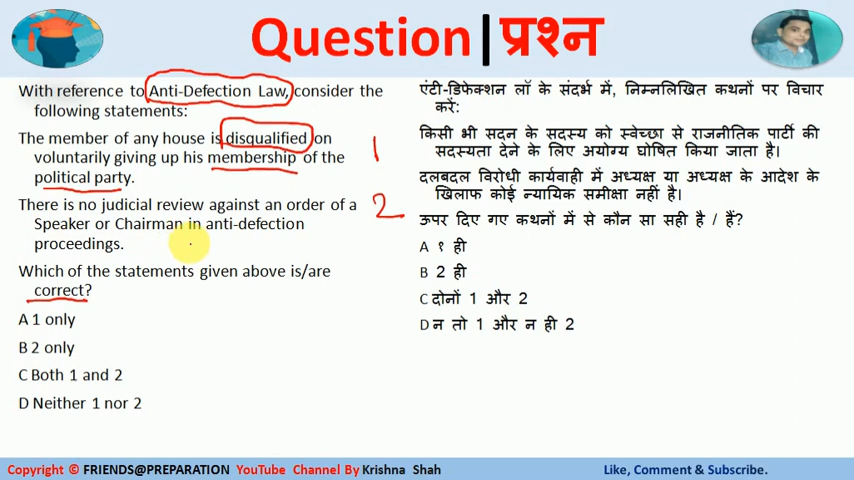 Question|प्रश्न
With reference to Anti-Defection Law, consider the
following statements:
The member of any house is disqualified on
voluntarily giving up his membership of the
political party.
1
There is no judicial review against an order of a
Speaker or Chairman in anti-defection
proceedings.
2
Which of the statements given above is/are
correct?
A 1 only
B 2 only
C Both 1 and 2
D Neither 1 nor 2
एंटी-डिफेक्शन लॉ के संदर्भ में, निम्नलिखित कथनों पर विचार
करें:
किसी भी सदन के सदस्य को स्वेच्छा से राजनीतिक पार्टी की
सदस्यता देने के लिए अयोग्य घोषित किया जाता है।
दलबदल विरोधी कार्यवाही में अध्यक्ष या अध्यक्ष के आदेश के
खिलाफ कोई न्यायिक समीक्षा नहीं है।
ऊपर दिए गए कथनों में से कौन सा सही है / हैं?
A १ ही
B 2 ही
C दोनों 1 और 2
D न तो 1 और न ही 2
Copyright © FRIENDS@PREPARATION YouTube Channel By Krishna Shah
Like, Comment & Subscribe.